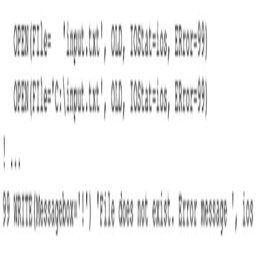 OPEN(FIle=  'input.txt', OLD, IOStat=ios, ERror=99)
OPEN(FIle='C:\input.txt', OLD, IOStat=ios, ERror=99)
! ...
99 WRITE(Messagebox='!') 'File does not exist. Error message ', ios